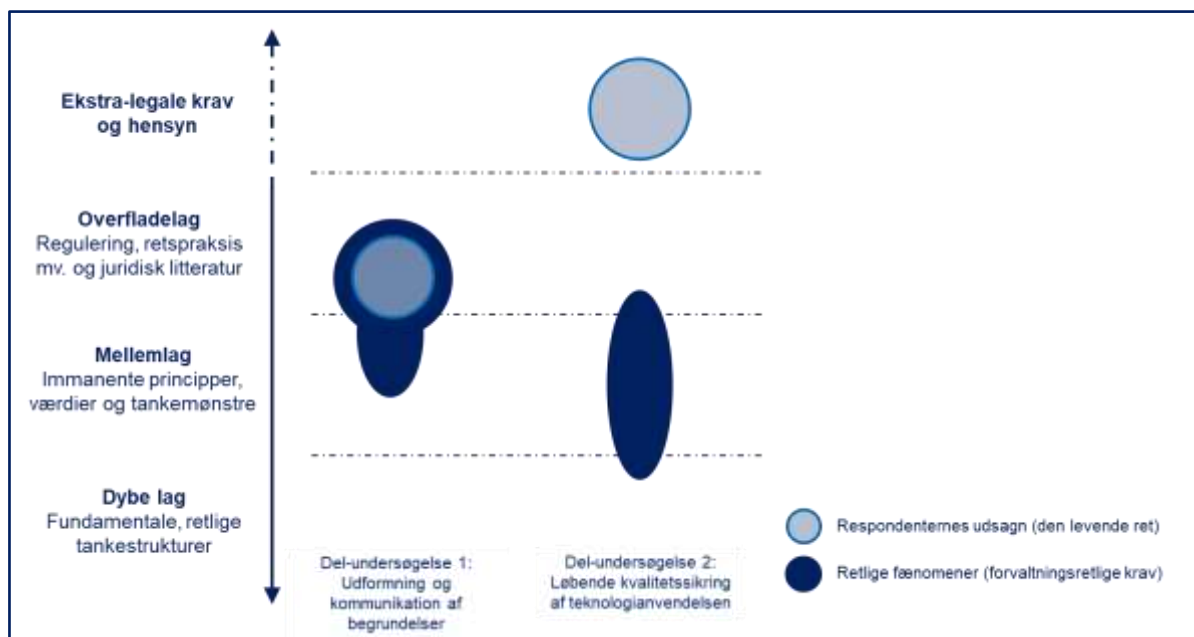 Ekstra-legale krav
og hensyn
Overfladelag
Regulering, retspraksis
mv. og juridisk litteratur
Mellemlag
Immanente principper,
værdier og tankemønstre
Dybe lag
Fundamentale, retlige
tankestrukturer
Del-undersøgelse 1:
Udformning og
kommunikation af
begrundelser
Del-undersøgelse 2:
Løbende kvalitetssikring
af teknologianvendelsen
Respondenternes udsagn (den levende ret)
Retlige fænomener (forvaltningsretlige krav)